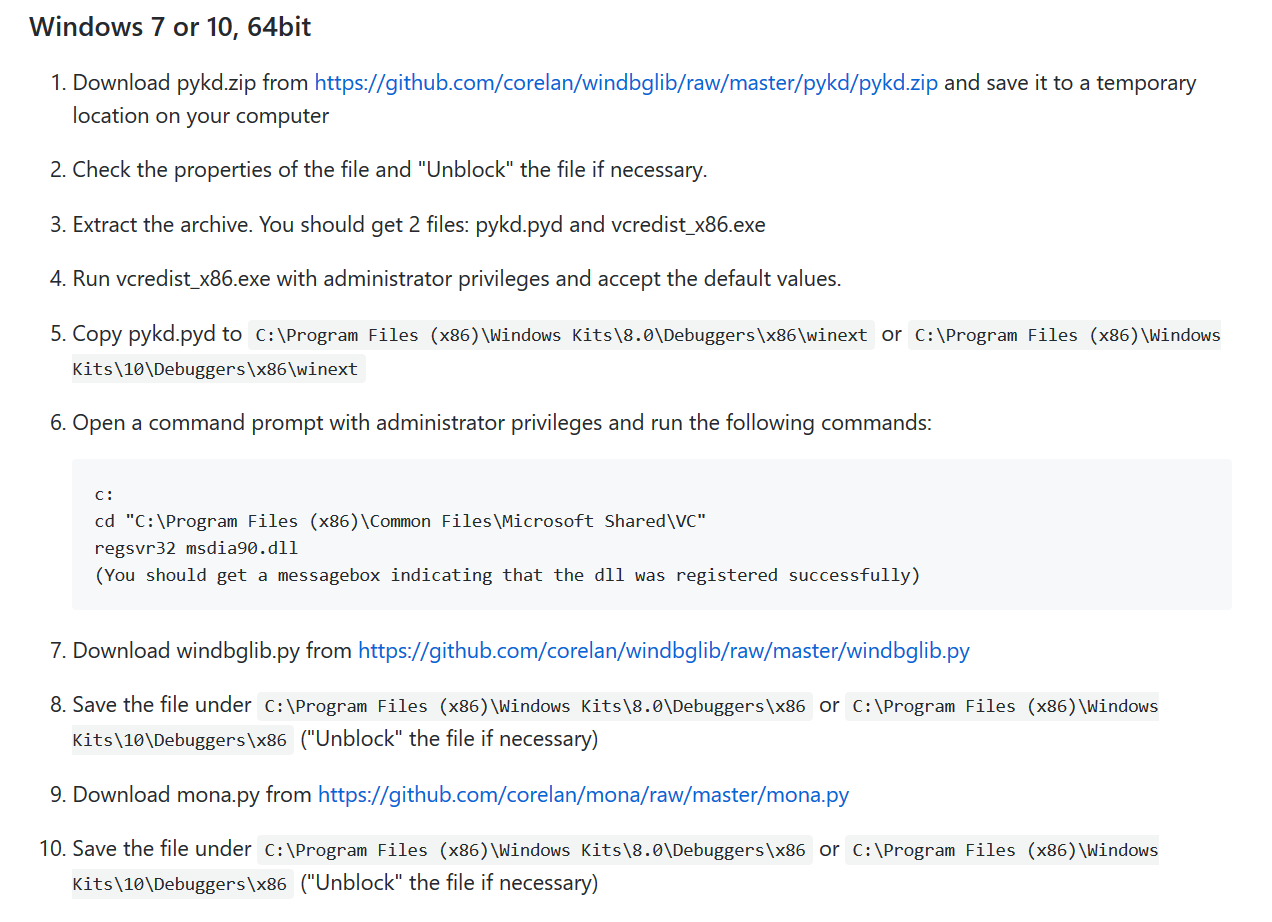 Windows 7 or 10, 64bit
1. Download pykd.zip from https://github.com/corelan/windbglib/raw/master/pykd/pykd.zip and save it to a temporary
location on your computer
2. Check the properties of the file and "Unblock" the file if necessary.
3. Extract the archive. You should get 2 files: pykd.pyd and vcredist_x86.exe
4. Run vcredist_x86.exe with administrator privileges and accept the default values.
5. Copy pykd.pyd to C:\Program Files (x86)\Windows Kits\8.0\Debuggers\x86\winext or C:\Program Files (x86)\Windows
Kits\10\Debuggers\x86\winext
6. Open a command prompt with administrator privileges and run the following commands:
c:
cd "C:\Program Files (x86)\Common Files\Microsoft Shared\VC"
regsvr32 msdia90.dll
(You should get a messagebox indicating that the dll was registered successfully)
7. Download windbglib.py from https://github.com/corelan/windbglib/raw/master/windbglib.py
8. Save the file under C:\Program Files (x86)\Windows Kits\8.0\Debuggers\x86 or C:\Program Files (x86)\Windows
Kits\10\Debuggers\x86 ("Unblock" the file if necessary)
9. Download mona.py from https://github.com/corelan/mona/raw/master/mona.py
10. Save the file under C:\Program Files (x86)\Windows Kits\8.0\Debuggers\x86 or C:\Program Files (x86)\Windows
Kits\10\Debuggers\x86 ("Unblock" the file if necessary)